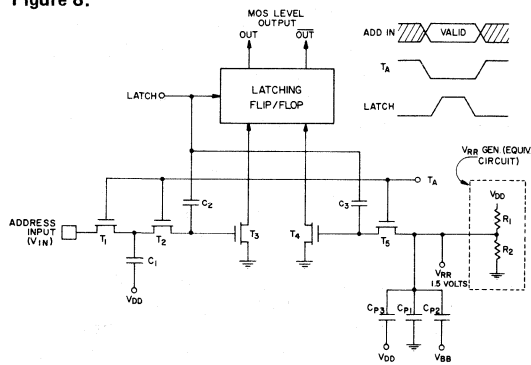 Figure 8.
MOS LEVEL
OUTPUT
OUT
OUT
ADD IN
VALID
TA
LATCH
LATCH
LATCHING
FLIP/FLOP
VRR GEN. (EQUIV.
CIRCUIT)
VDD
R1
R2
TA
C2
C3
ADDRESS
INPUT
(VIN)
T1
T2
T3
T4
T5
C1
VDD
VRR
1.5 VOLTS
CP3
CP1
CP2
VDD
VBB